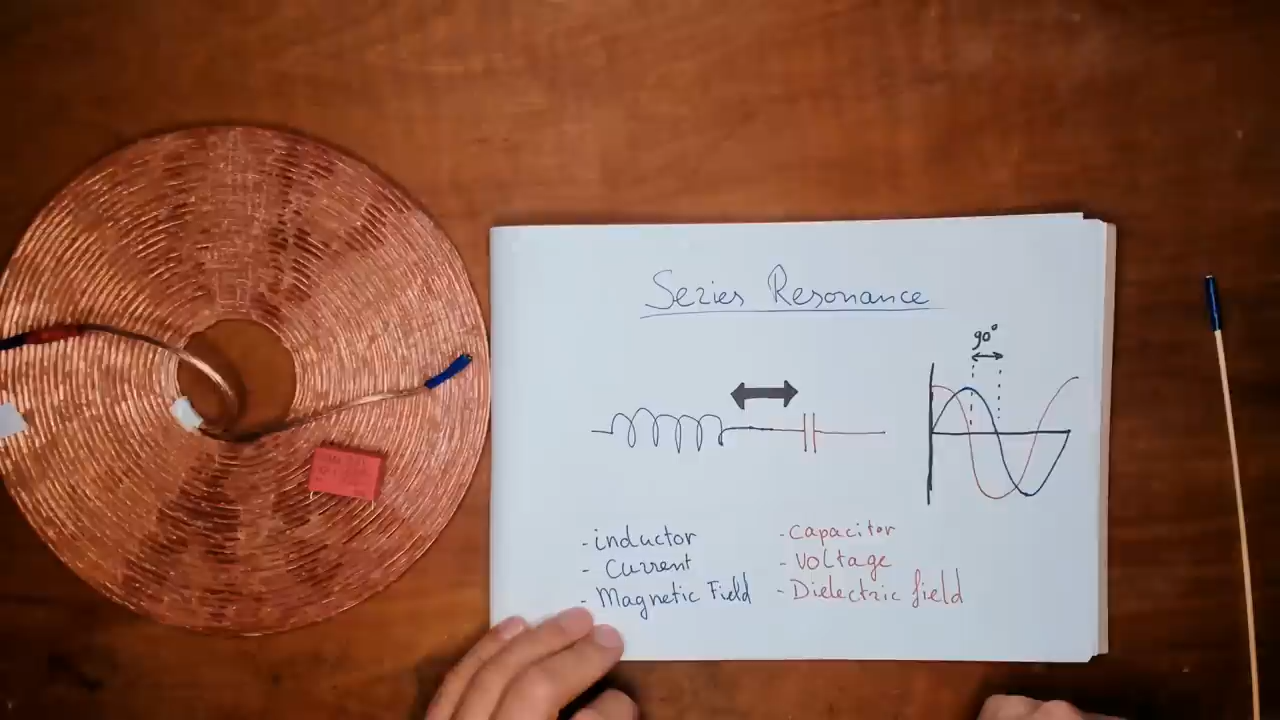 Series Resonance
90°
- inductor
- Current
- Magnetic Field
- Capacitor
- Voltage
- Dielectric field